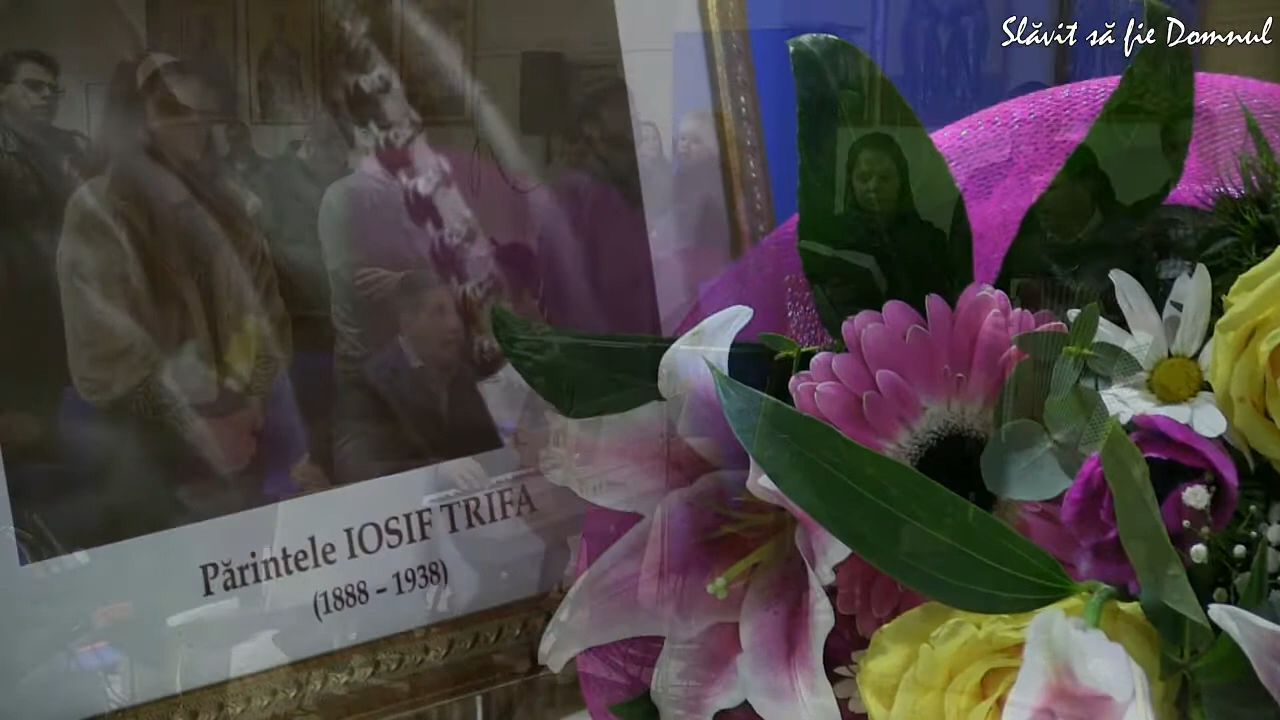 Slăvit să fie Domnul
Părintele IOSIF TRIFA
(1888 – 1938)